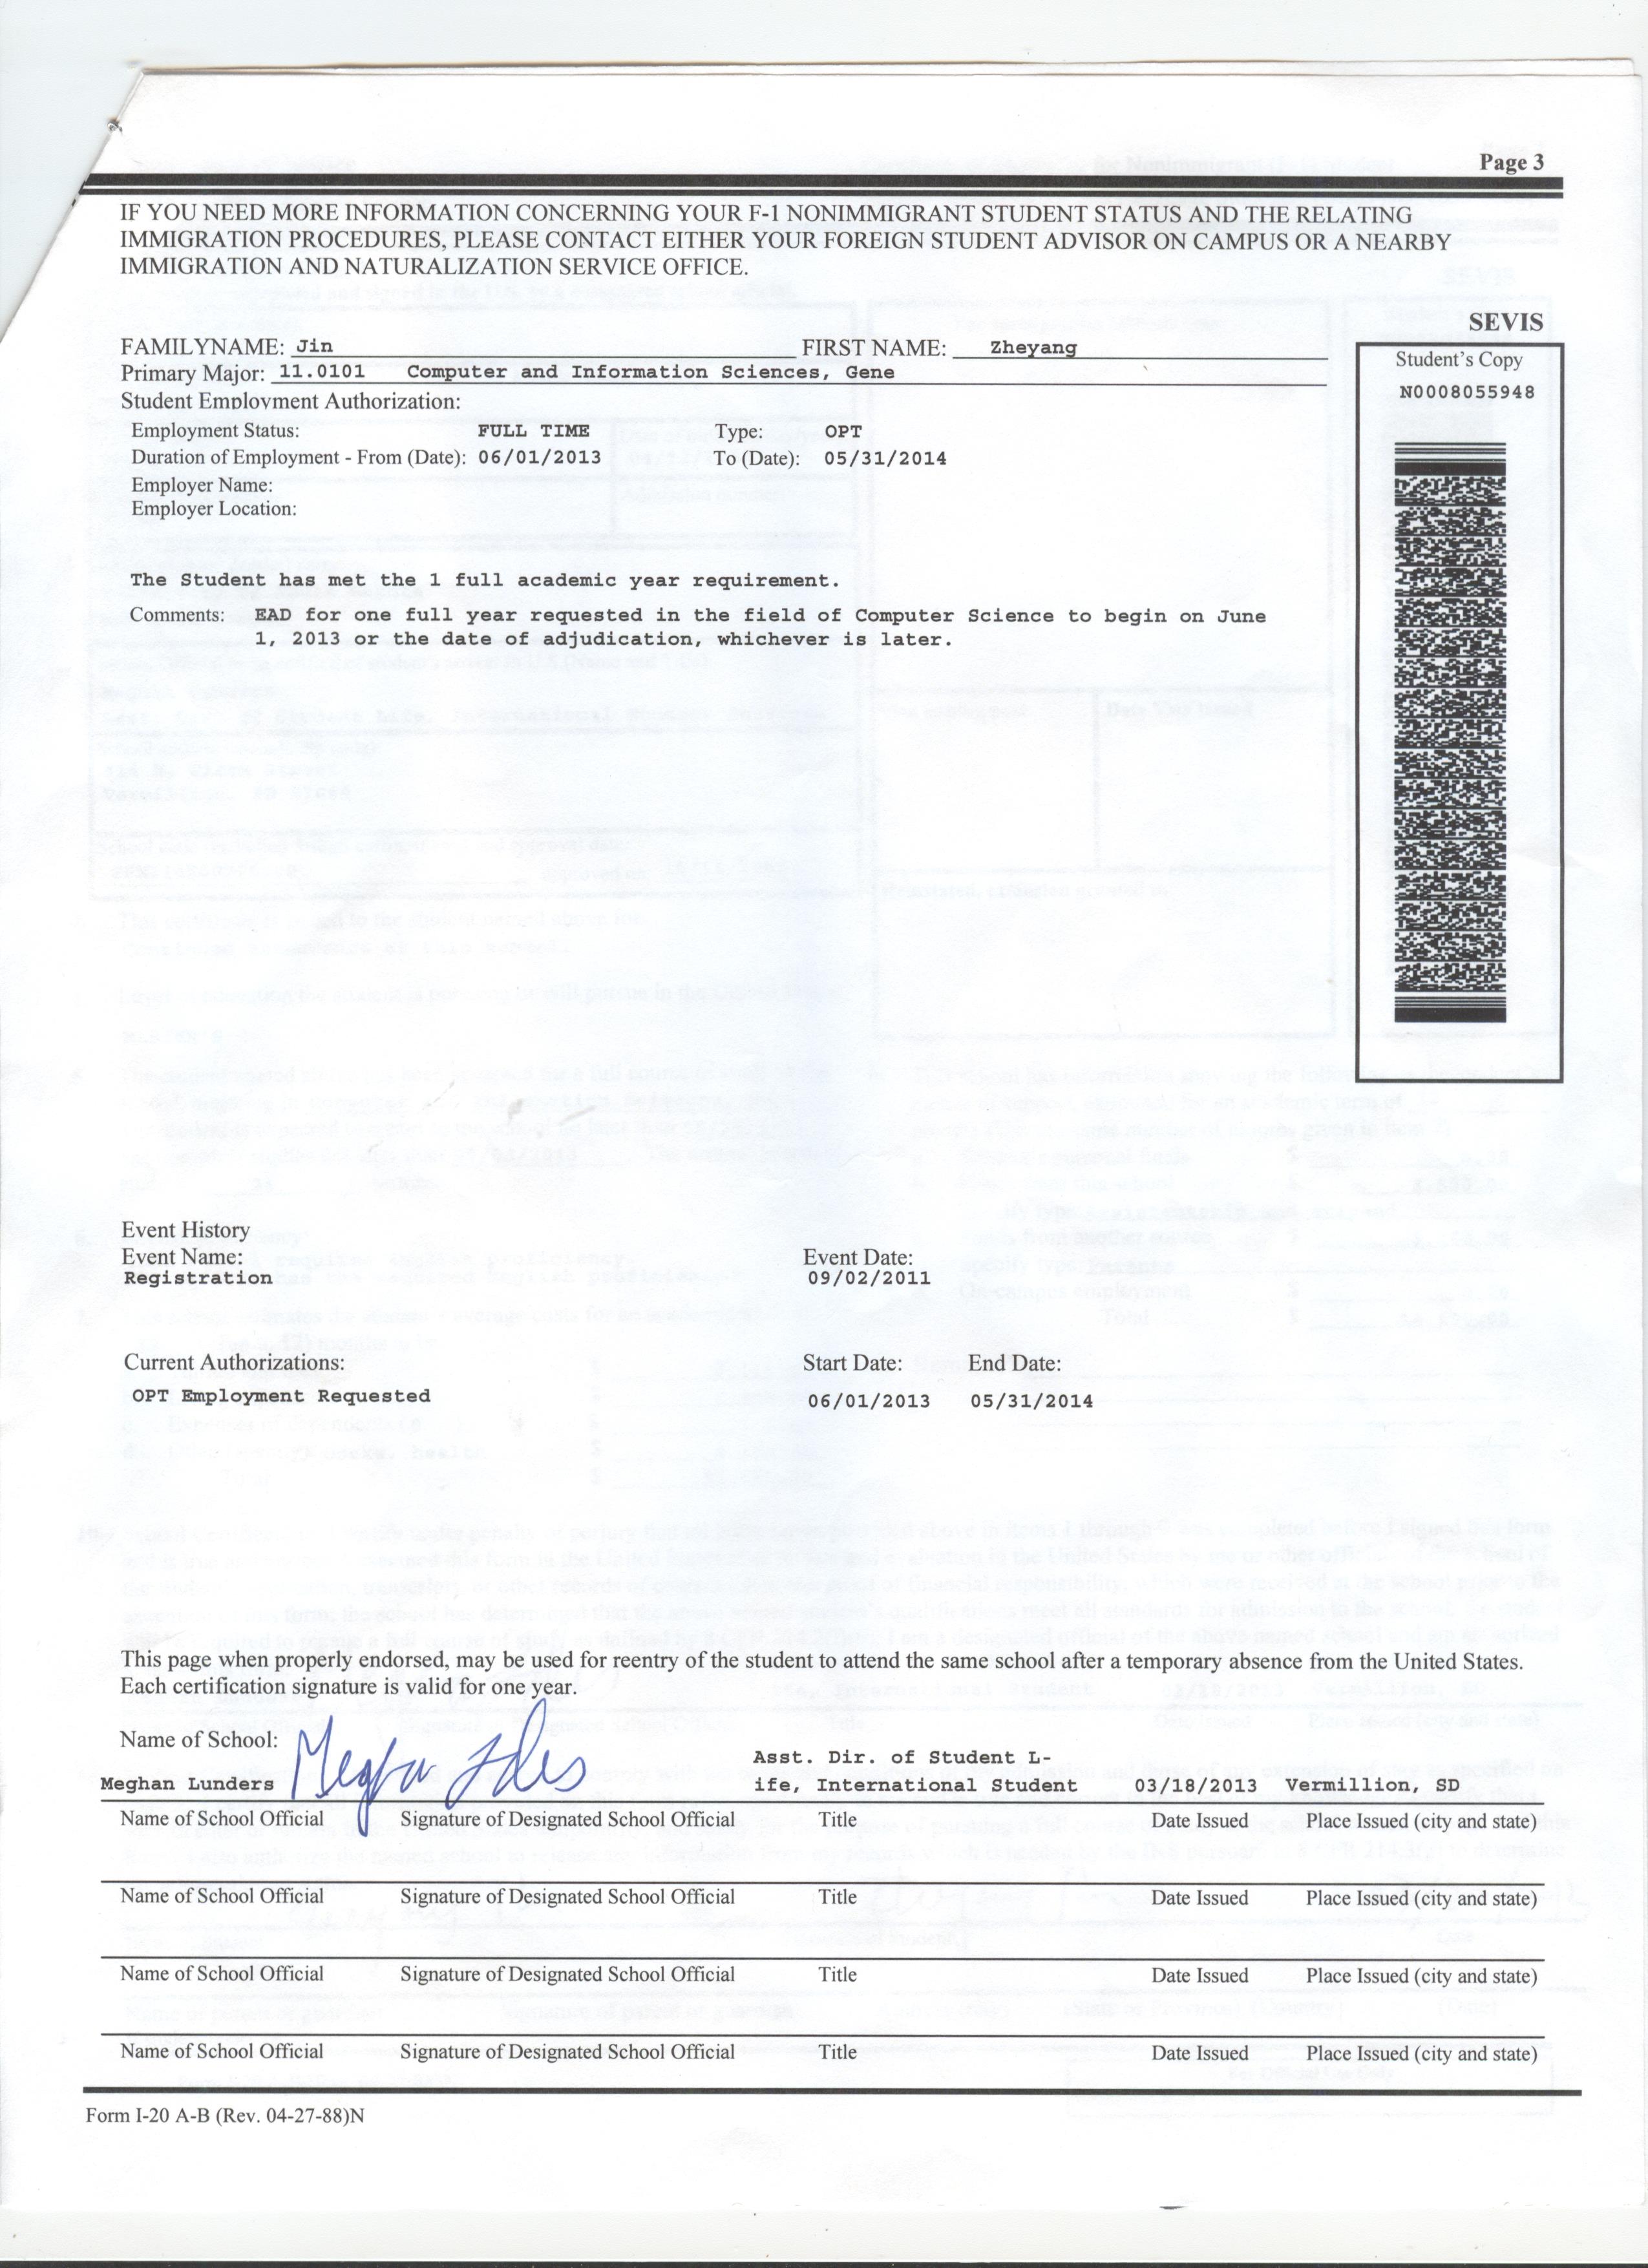 Page 3
IF YOU NEED MORE INFORMATION CONCERNING YOUR F-1 NONIMMIGRANT STUDENT STATUS AND THE RELATING
IMMIGRATION PROCEDURES, PLEASE CONTACT EITHER YOUR FOREIGN STUDENT ADVISOR ON CAMPUS OR A NEARBY
IMMIGRATION AND NATURALIZATION SERVICE OFFICE.
SEVIS
Student's Copy
N0008055948
FAMILYNAME: Jin FIRST NAME: Zheyang
Primary Major: 11.0101 Computer and Information Sciences, Gene
Student Employment Authorization:
Employment Status: FULL TIME Type: OPT
Duration of Employment - From (Date): 06/01/2013 To (Date): 05/31/2014
Employer Name:
Employer Location:
The Student has met the 1 full academic year requirement.
Comments: EAD for one full year requested in the field of Computer Science to begin on June
1, 2013 or the date of adjudication, whichever is later.
Event History
Event Name: Event Date:
Registration 09/02/2011
Current Authorizations: Start Date: End Date:
OPT Employment Requested 06/01/2013 05/31/2014
This page when properly endorsed, may be used for reentry of the student to attend the same school after a temporary absence from the United States.
Each certification signature is valid for one year.
Name of School:
Asst. Dir. of Student L-
Meghan Lunders ife, International Student 03/18/2013 Vermillion, SD
Name of School Official Signature of Designated School Official Title Date Issued Place Issued (city and state)
Name of School Official Signature of Designated School Official Title Date Issued Place Issued (city and state)
Name of School Official Signature of Designated School Official Title Date Issued Place Issued (city and state)
Name of School Official Signature of Designated School Official Title Date Issued Place Issued (city and state)
Form I-20 A-B (Rev. 04-27-88)N